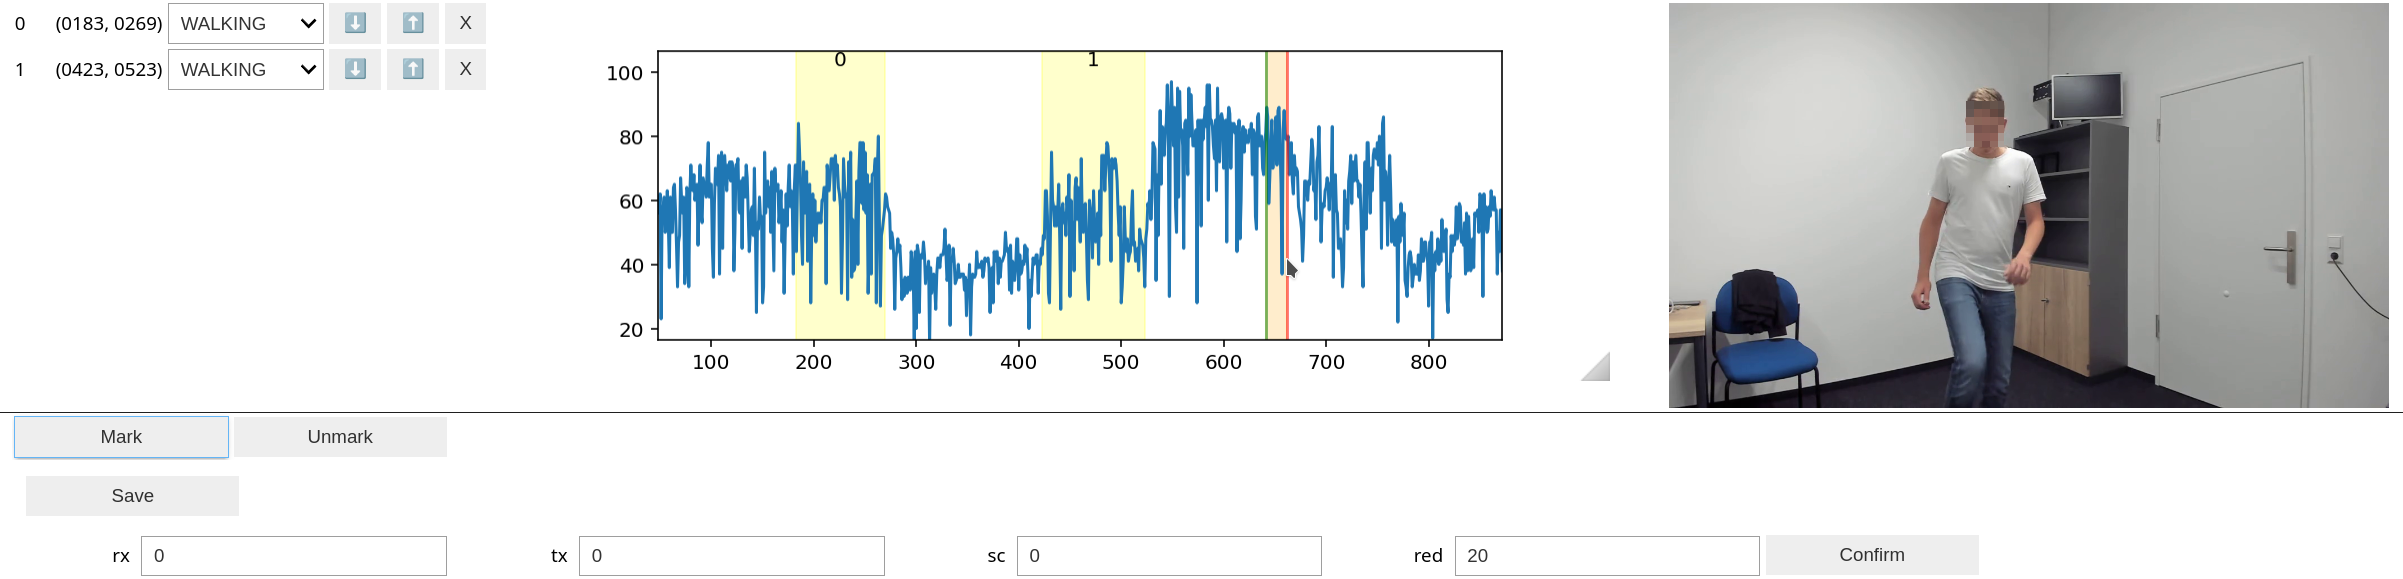 0 (0183, 0269) WALKING ⬇️ ⬆️ X
1 (0423, 0523) WALKING ⬇️ ⬆️ X
0 1
100
80
60
40
20
100 200 300 400 500 600 700 800
Mark Unmark
Save
rx 0 tx 0 sc 0 red 20 Confirm